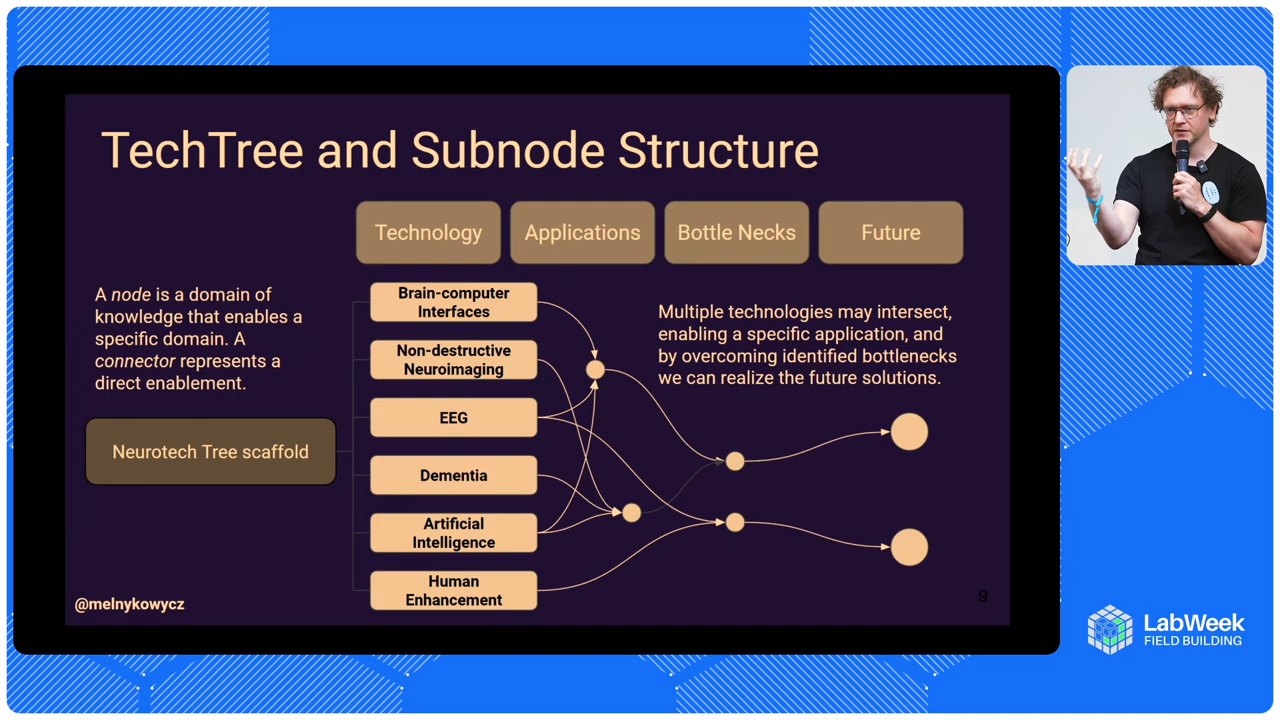 TechTree and Subnode Structure
Technology
Applications
Bottle Necks
Future
A node is a domain of
knowledge that enables a
specific domain. A
connector represents a
direct enablement.
Neurotech Tree scaffold
Brain-computer
Interfaces
Non-destructive
Neuroimaging
EEG
Dementia
Artificial
Intelligence
Human
Enhancement
Multiple technologies may intersect,
enabling a specific application, and
by overcoming identified bottlenecks
we can realize the future solutions.
@melnykowycz
9
LabWeek
FIELD BUILDING